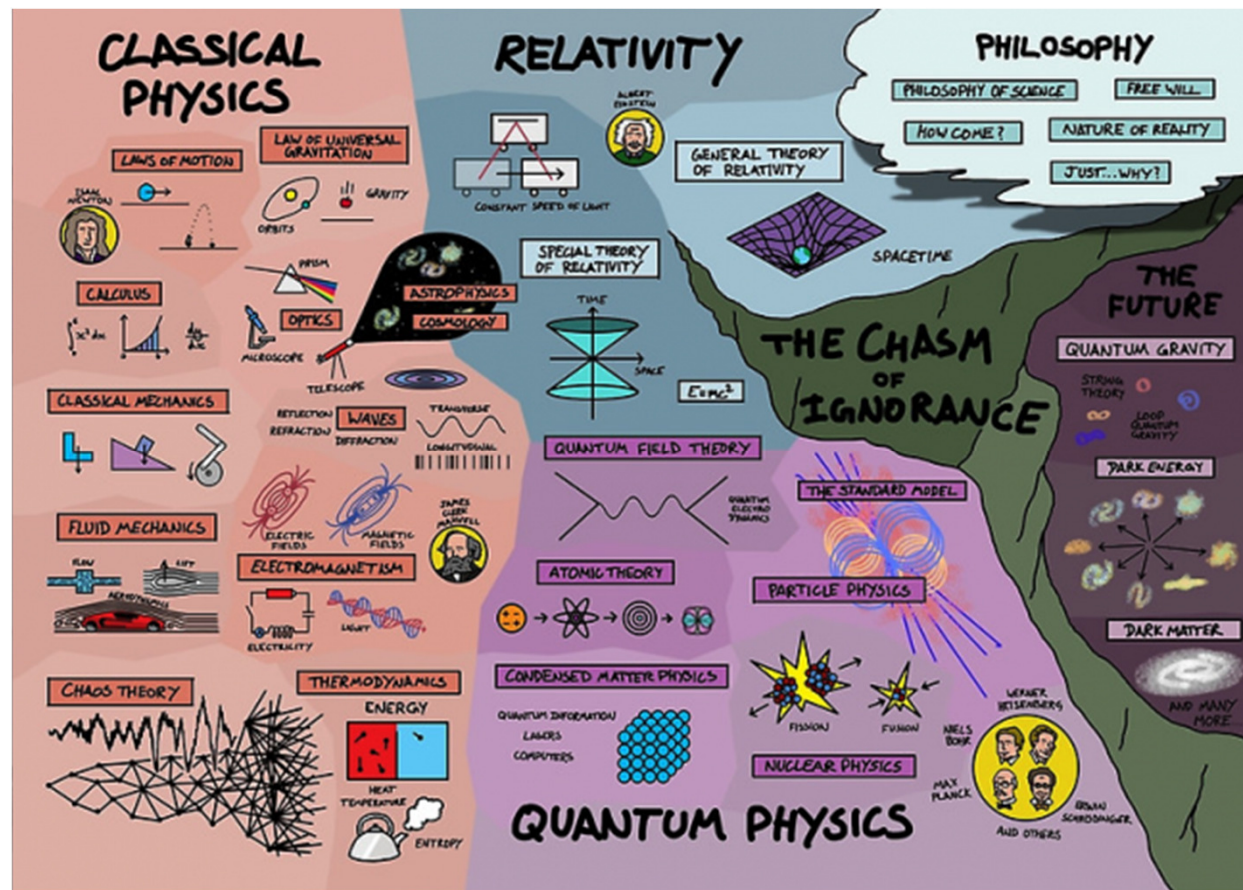 CLASSICAL
PHYSICS
LAWS OF MOTION
ISAAC
NEWTON
LAW OF UNIVERSAL
GRAVITATION
GRAVITY
ORBITS
CALCULUS
∫ x² dx
dy
dx
PRISM
OPTICS
MICROSCOPE
TELESCOPE
ASTROPHYSICS
COSMOLOGY
CLASSICAL MECHANICS
REFLECTION
REFRACTION
DIFFRACTION
WAVES
TRANSVERSE
LONGITUDINAL
FLUID MECHANICS
FLOW
LIFT
AERODYNAMICS
ELECTRIC
FIELDS
MAGNETIC
FIELDS
JAMES
CLERK
MAXWELL
ELECTROMAGNETISM
LIGHT
ELECTRICITY
CHAOS THEORY
THERMODYNAMICS
ENERGY
HEAT
TEMPERATURE
ENTROPY
RELATIVITY
ALBERT
EINSTEIN
CONSTANT SPEED OF LIGHT
GENERAL THEORY
OF RELATIVITY
SPACETIME
SPECIAL THEORY
OF RELATIVITY
TIME
SPACE
E=mc²
PHILOSOPHY
PHILOSOPHY OF SCIENCE
FREE WILL
HOW COME?
NATURE OF REALITY
JUST...WHY?
THE CHASM
OF
IGNORANCE
THE
FUTURE
QUANTUM GRAVITY
STRING
THEORY
LOOP
QUANTUM
GRAVITY
DARK ENERGY
DARK MATTER
AND MANY
MORE
QUANTUM FIELD THEORY
QUANTUM
ELECTRO
DYNAMICS
THE STANDARD MODEL
ATOMIC THEORY
PARTICLE PHYSICS
CONDENSED MATTER PHYSICS
QUANTUM INFORMATION
LASERS
COMPUTERS
FISSION
FUSION
NUCLEAR PHYSICS
WERNER
HEISENBERG
NIELS
BOHR
MAX
PLANCK
ERWIN
SCHRODINGER
AND OTHERS
QUANTUM PHYSICS